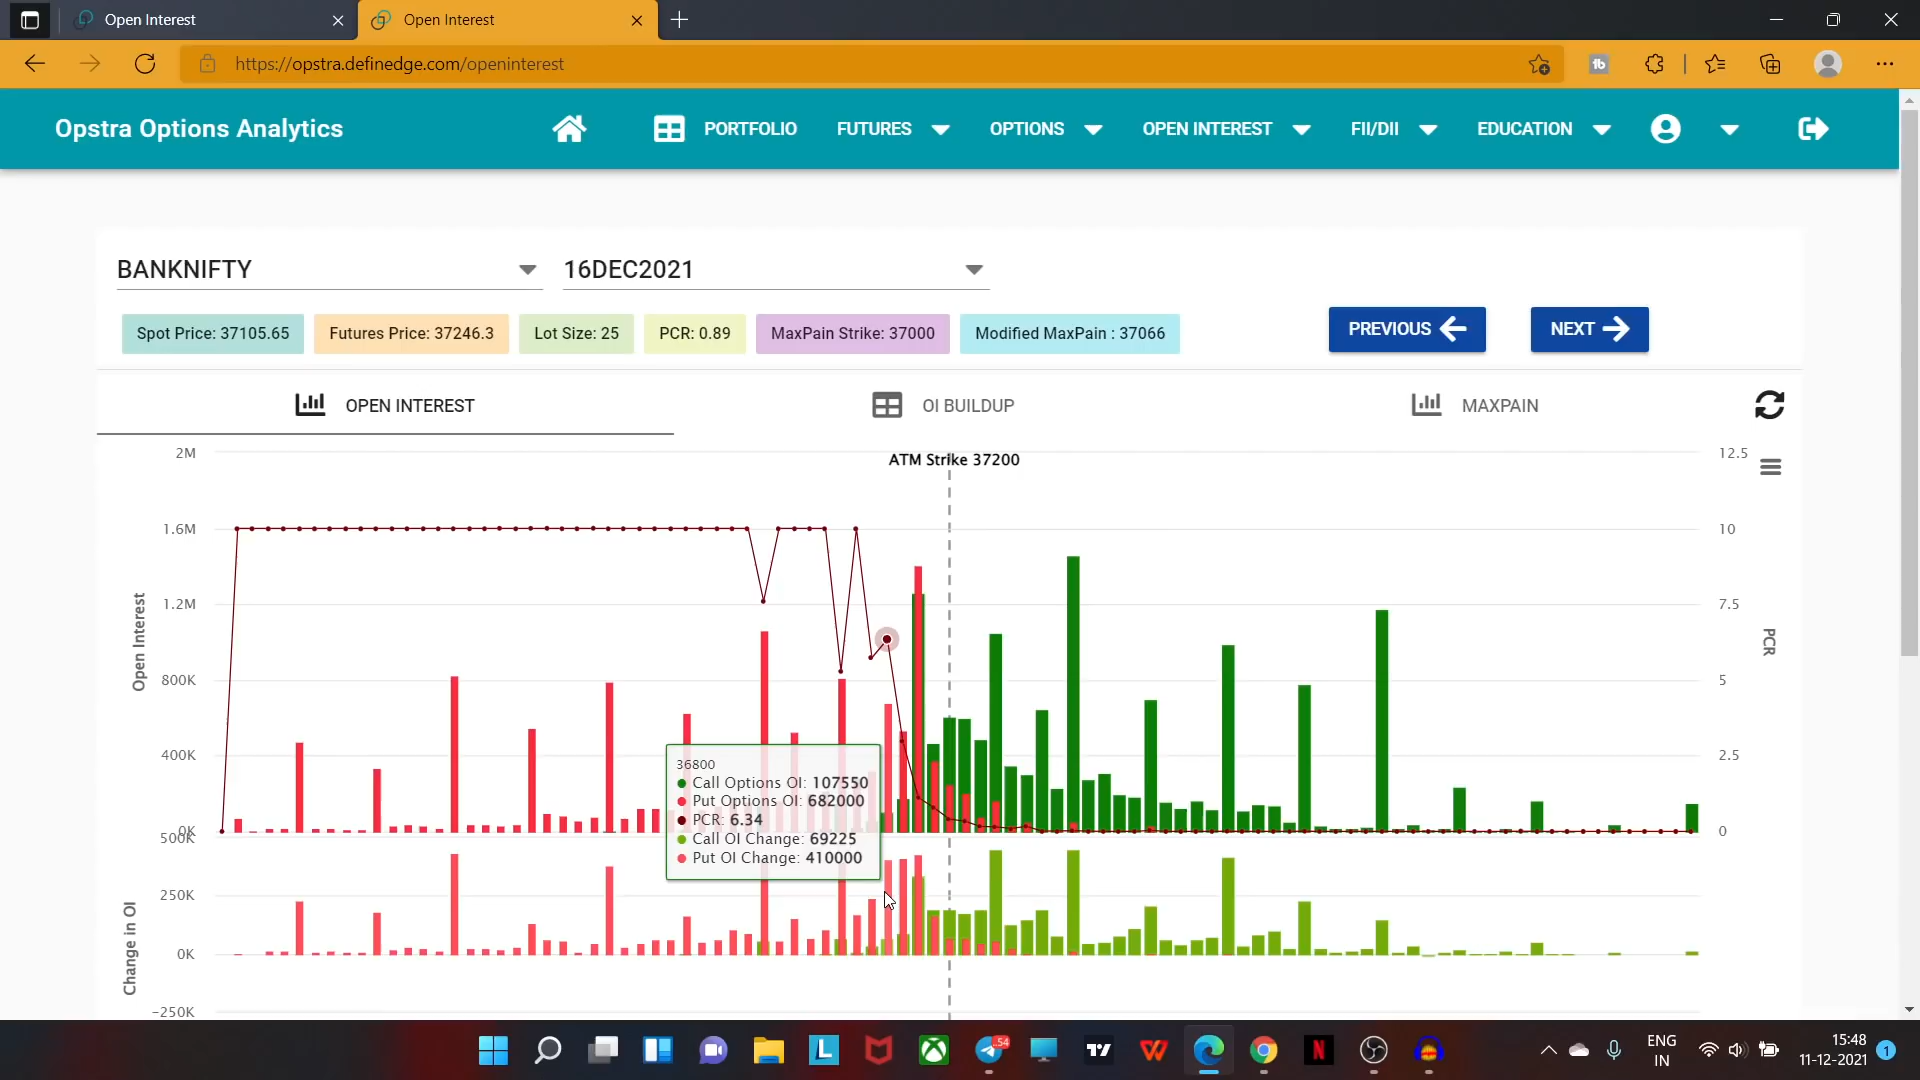 Open Interest
Open Interest
https://opstra.definedge.com/openinterest
Opstra Options Analytics
PORTFOLIO
FUTURES
OPTIONS
OPEN INTEREST
FII/DII
EDUCATION
BANKNIFTY
16DEC2021
Spot Price: 37105.65
Futures Price: 37246.3
Lot Size: 25
PCR: 0.89
MaxPain Strike: 37000
Modified MaxPain : 37066
PREVIOUS
NEXT
OPEN INTEREST
OI BUILDUP
MAXPAIN
ATM Strike 37200
2M
1.6M
1.2M
800K
400K
0K
Open Interest
12.5
10
7.5
5
2.5
0
PCR
36800
Call Options OI: 107550
Put Options OI: 682000
PCR: 6.34
Call OI Change: 69225
Put OI Change: 410000
500K
250K
0K
-250K
Change in OI
54
ENG
IN
15:48
11-12-2021
1